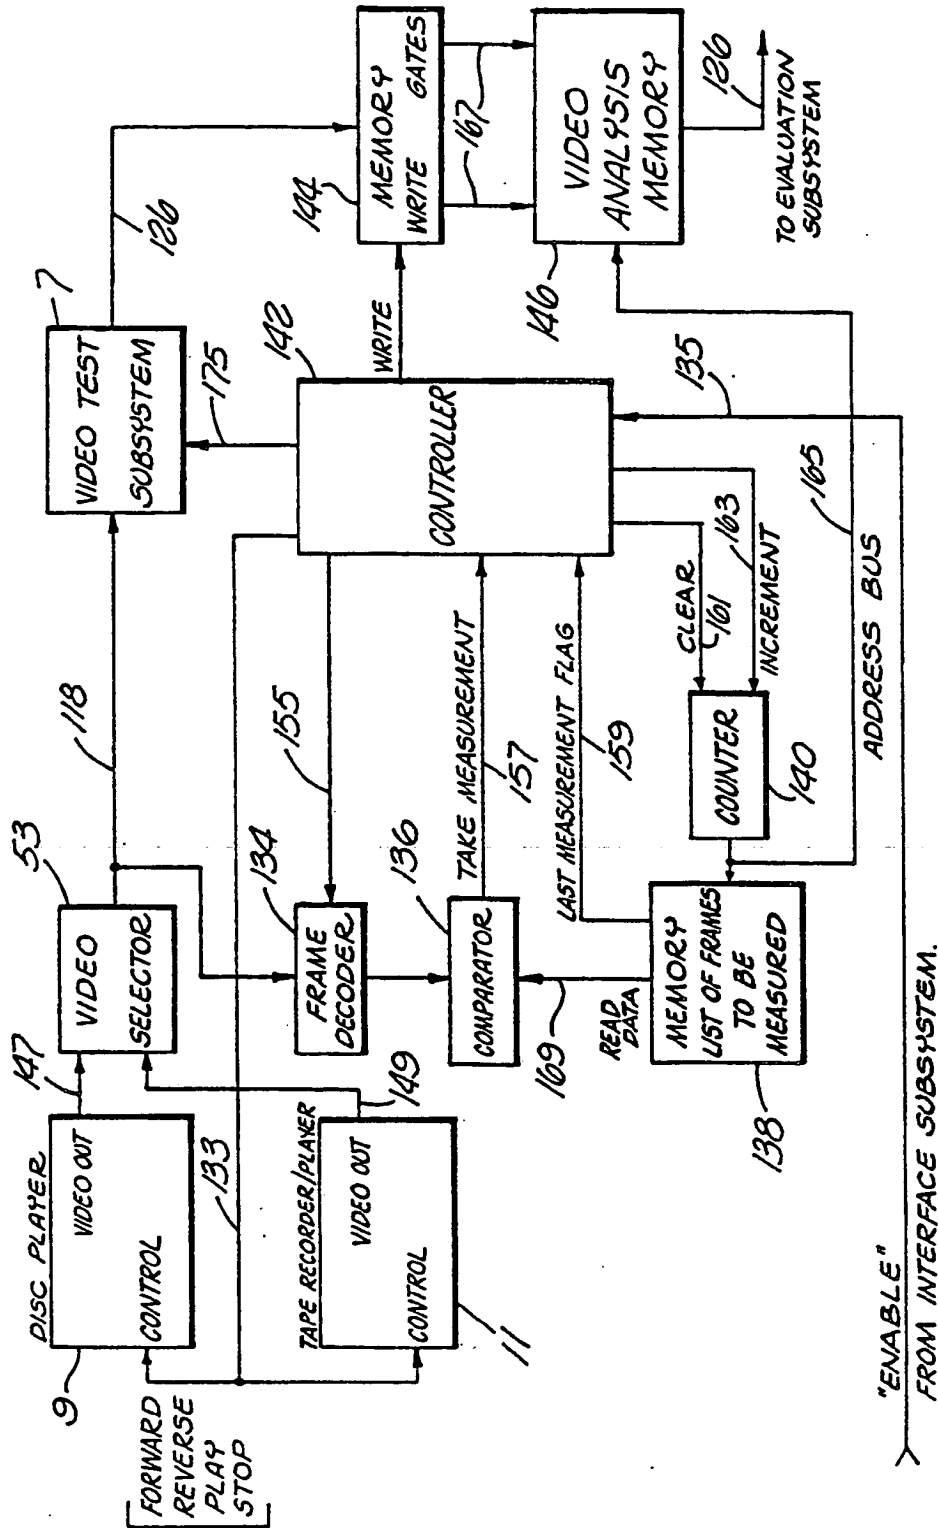 DISC PLAYER
9
VIDEO OUT
CONTROL
147
VIDEO
SELECTOR
53
118
VIDEO TEST
SUBSYSTEM
7
126
[FORWARD
REVERSE
PLAY
STOP
133
TAPE RECORDER/PLAYER
VIDEO OUT
CONTROL
11
149
FRAME
DECODER
134
155
175
CONTROLLER
142
WRITE
MEMORY
WRITE GATES
144
167
COMPARATOR
136
TAKE MEASUREMENT
157
169
READ
DATA
LAST MEASUREMENT FLAG
159
MEMORY
LIST OF FRAMES
TO BE
MEASURED
138
COUNTER
140
CLEAR
161
INCREMENT
163
VIDEO
ANALYSIS
MEMORY
146
126
TO EVALUATION
SUBSYSTEM
135
165
ADDRESS BUS
"ENABLE"
FROM INTERFACE SUBSYSTEM.